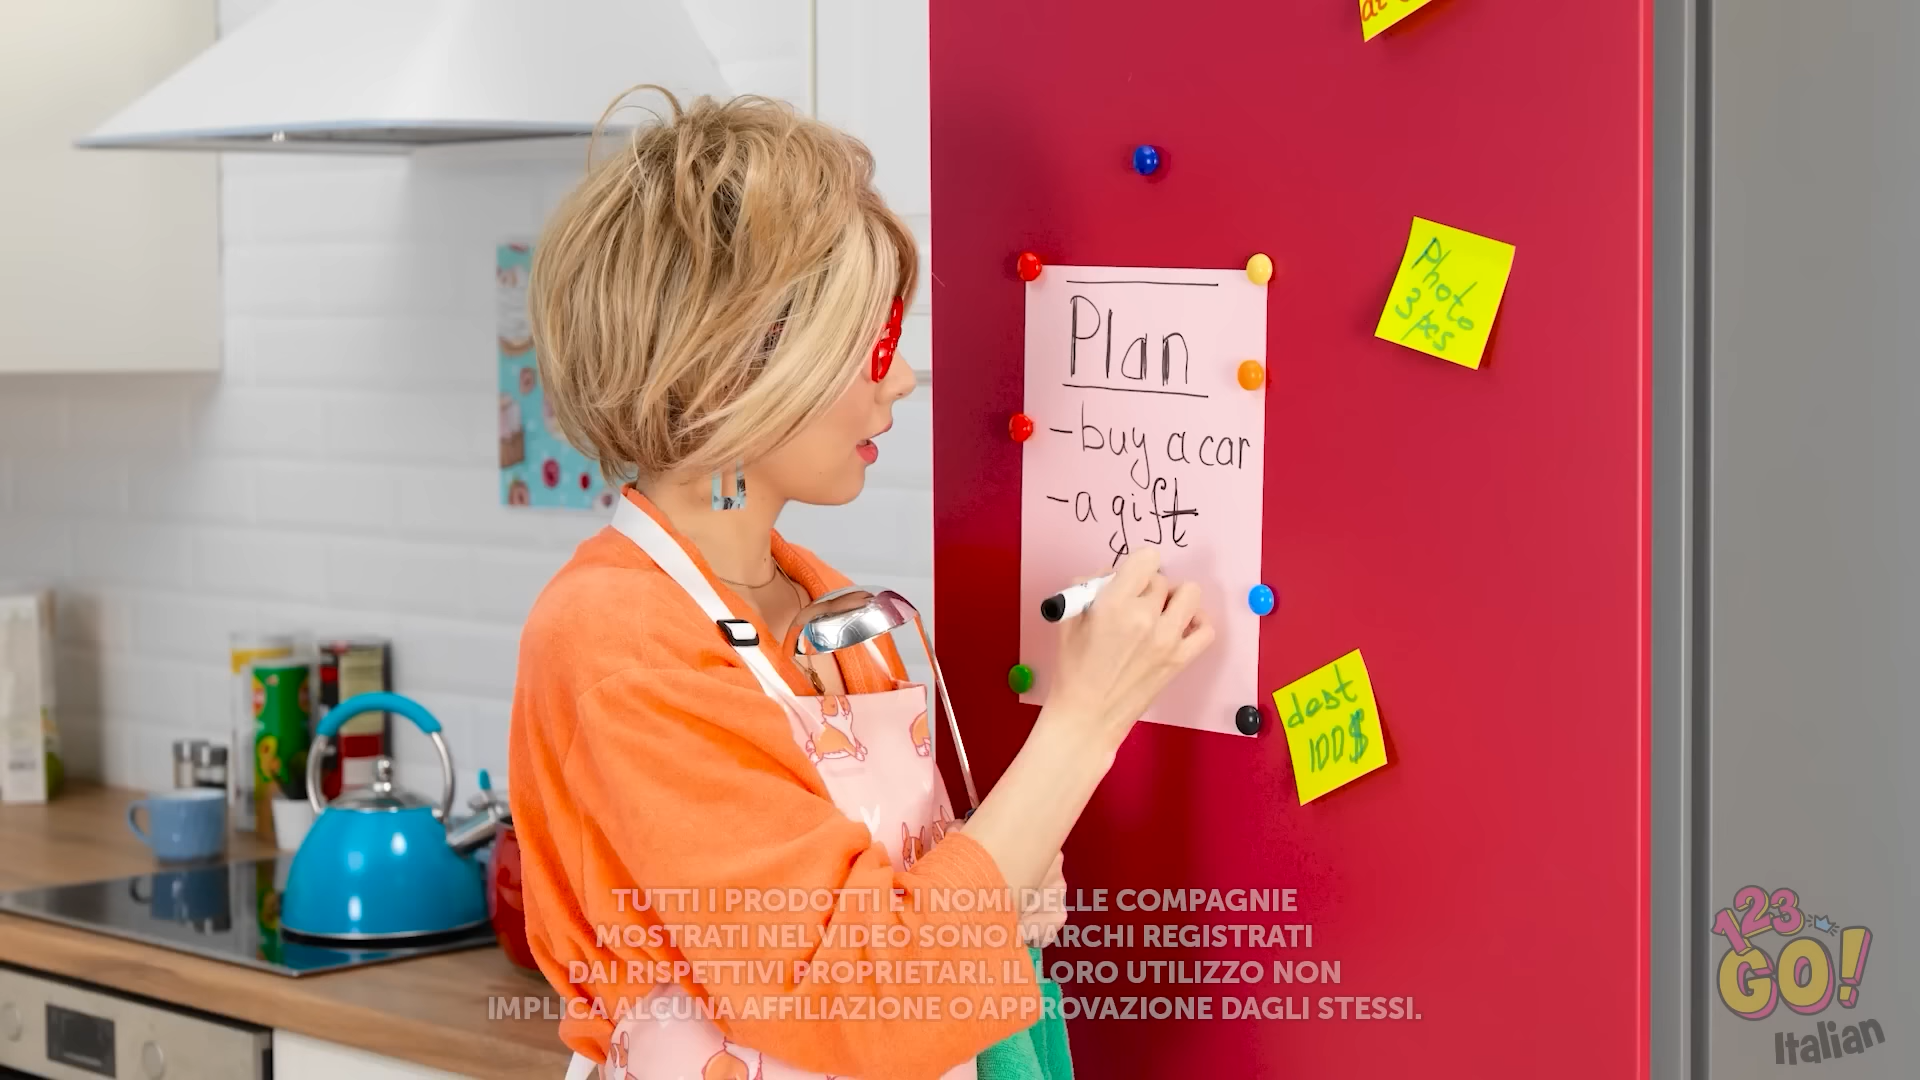 Plan
-buy a car
-a gift
Photo
3 pcs
dest
100$
TUTTI I PRODOTTI E I NOMI DELLE COMPAGNIE
MOSTRATI NEL VIDEO SONO MARCHI REGISTRATI
DAI RISPETTIVI PROPRIETARI. IL LORO UTILIZZO NON
IMPLICA ALCUNA AFFILIAZIONE O APPROVAZIONE DAGLI STESSI.
123
GO!
Italian